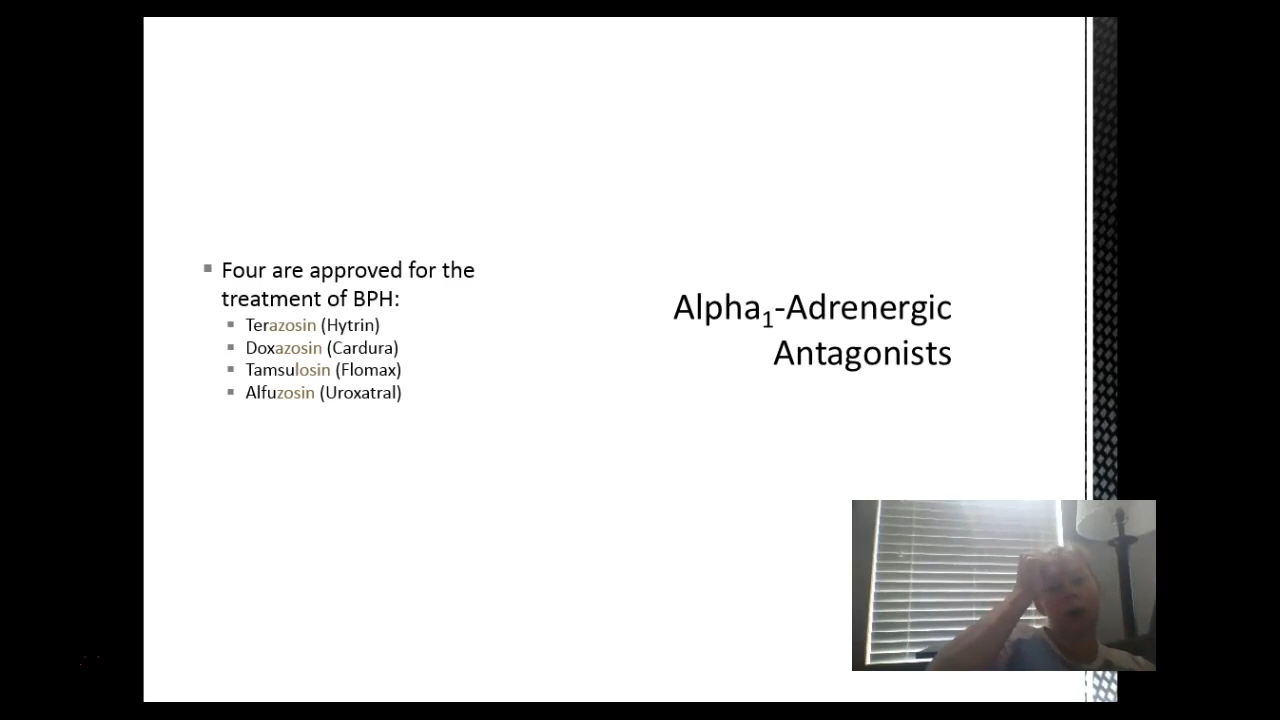 Four are approved for the
treatment of BPH:
Terazosin (Hytrin)
Doxazosin (Cardura)
Tamsulosin (Flomax)
Alfuzosin (Uroxatral)
Alpha₁-Adrenergic
Antagonists